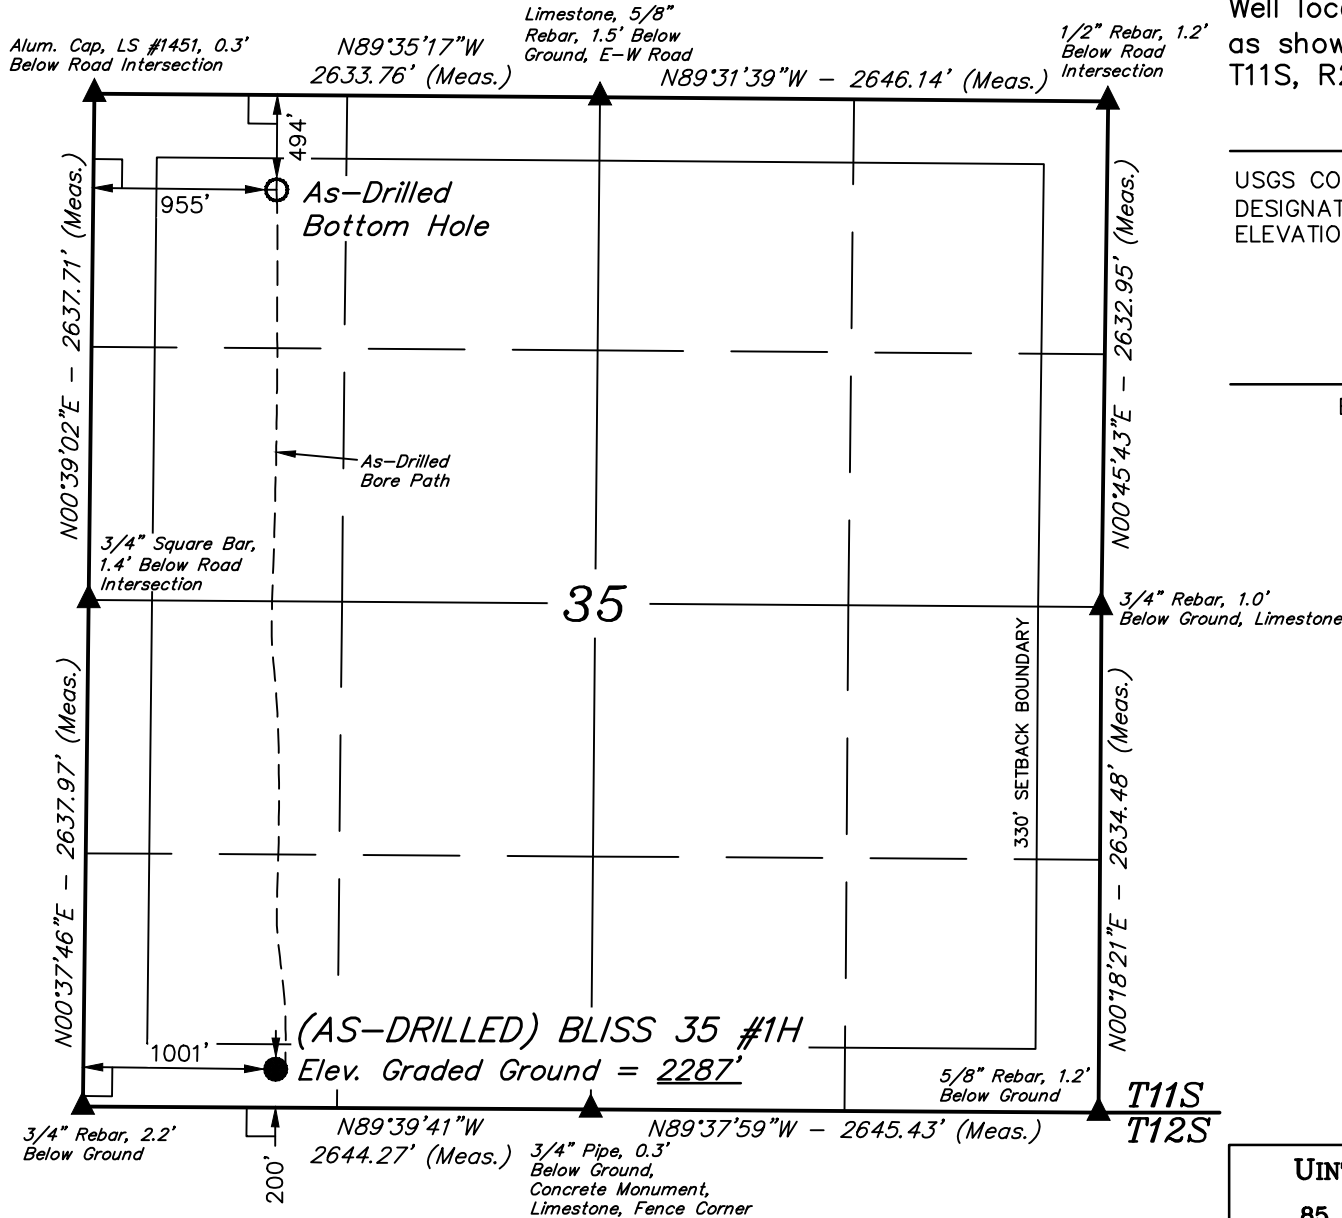 Limestone, 5/8"
Rebar, 1.5' Below
Ground, E-W Road
Alum. Cap, LS #1451, 0.3'
Below Road Intersection
N89°35'17"W
2633.76' (Meas.)
N89°31'39"W - 2646.14' (Meas.)
1/2" Rebar, 1.2'
Below Road
Intersection
Well loc
as show
T11S, R
494'
955'
As-Drilled
Bottom Hole
USGS CO
DESIGNAT
ELEVATIO
N00°39'02"E - 2637.71' (Meas.)
N00°45'43"E - 2632.95' (Meas.)
As-Drilled
Bore Path
3/4" Square Bar,
1.4' Below Road
Intersection
35
3/4" Rebar, 1.0'
Below Ground, Limestone
330' SETBACK BOUNDARY
N00°37'46"E - 2637.97' (Meas.)
N00°18'21"E - 2634.48' (Meas.)
(AS-DRILLED) BLISS 35 #1H
Elev. Graded Ground = 2287'
1001'
5/8" Rebar, 1.2'
Below Ground
T11S
T12S
3/4" Rebar, 2.2'
Below Ground
200'
N89°39'41"W
2644.27' (Meas.)
3/4" Pipe, 0.3'
Below Ground,
Concrete Monument,
Limestone, Fence Corner
N89°37'59"W - 2645.43' (Meas.)
UIN
85